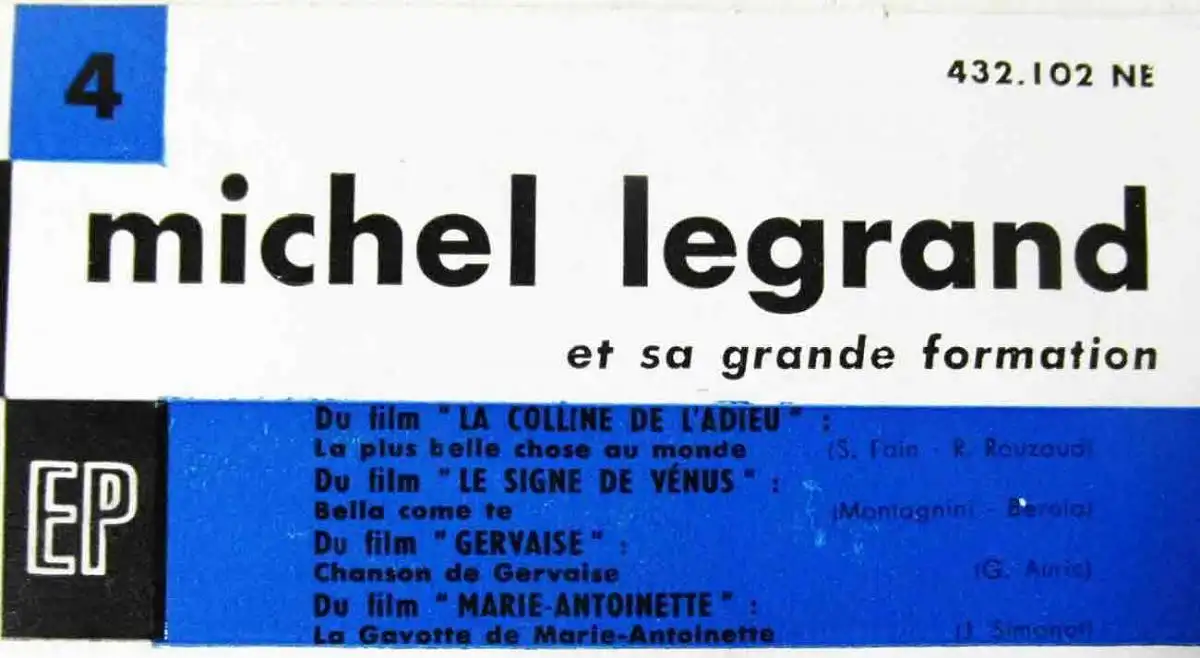 4
432.102 NE
michel legrand
et sa grande formation
EP
Du film " LA COLLINE DE L'ADIEU " :
La plus belle chose au monde (S. Fain - R. Rouzaud)
Du film " LE SIGNE DE VÉNUS " :
Bella come te (Montagnini -
Du film " GERVAISE " :
Chanson de Gervaise (G. Auric)
Du film " MARIE-ANTOINETTE " :
La Gavotte de Marie-Antoinette (J. Simonot)